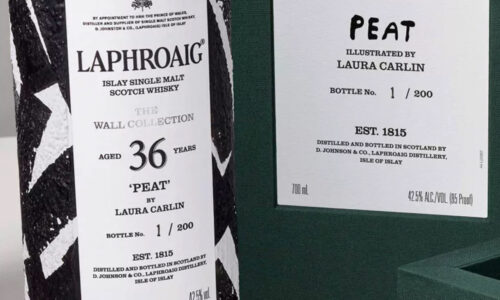 BY APPOINTMENT TO HRH THE PRINCE OF WALES,
DISTILLER AND SUPPLIER OF SINGLE MALT SCOTCH WHISKY
D. JOHNSTON & CO., (LAPHROAIG) ISLE OF ISLAY
LAPHROAIG®
ISLAY SINGLE MALT
SCOTCH WHISKY
THE
WALL COLLECTION
AGED 36 YEARS
'PEAT'
BY
LAURA CARLIN
BOTTLE No. 1 / 200
EST. 1815
DISTILLED AND BOTTLED IN SCOTLAND BY
D. JOHNSTON & CO., LAPHROAIG DISTILLERY,
ISLE OF ISLAY
42.5% vol.
PEAT
ILLUSTRATED BY
LAURA CARLIN
BOTTLE No. 1 / 200
EST. 1815
DISTILLED AND BOTTLED IN SCOTLAND BY
D. JOHNSON & CO., LAPHROAIG DISTILLERY,
ISLE OF ISLAY
700 mL
42.5% ALC./VOL. (85 Proof)